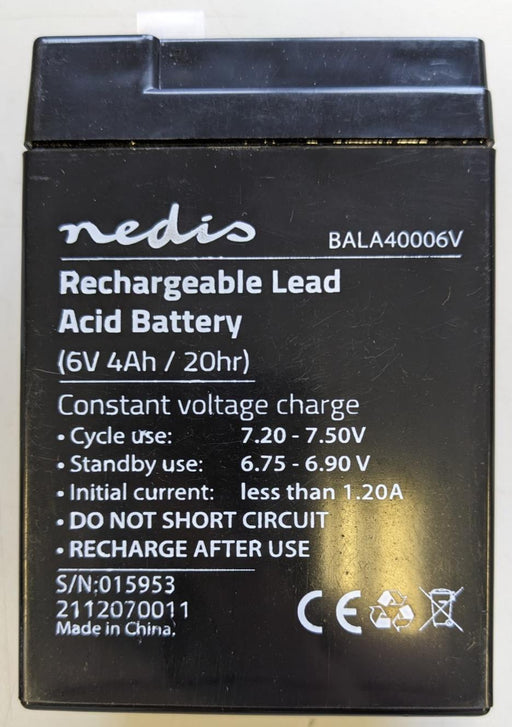 nedis
BALA40006V
Rechargeable Lead
Acid Battery
(6V 4Ah / 20hr)
Constant voltage charge
• Cycle use: 7.20 - 7.50V
• Standby use: 6.75 - 6.90 V
• Initial current: less than 1.20A
• DO NOT SHORT CIRCUIT
• RECHARGE AFTER USE
S/N:015953
2112070011
Made in China.
CE